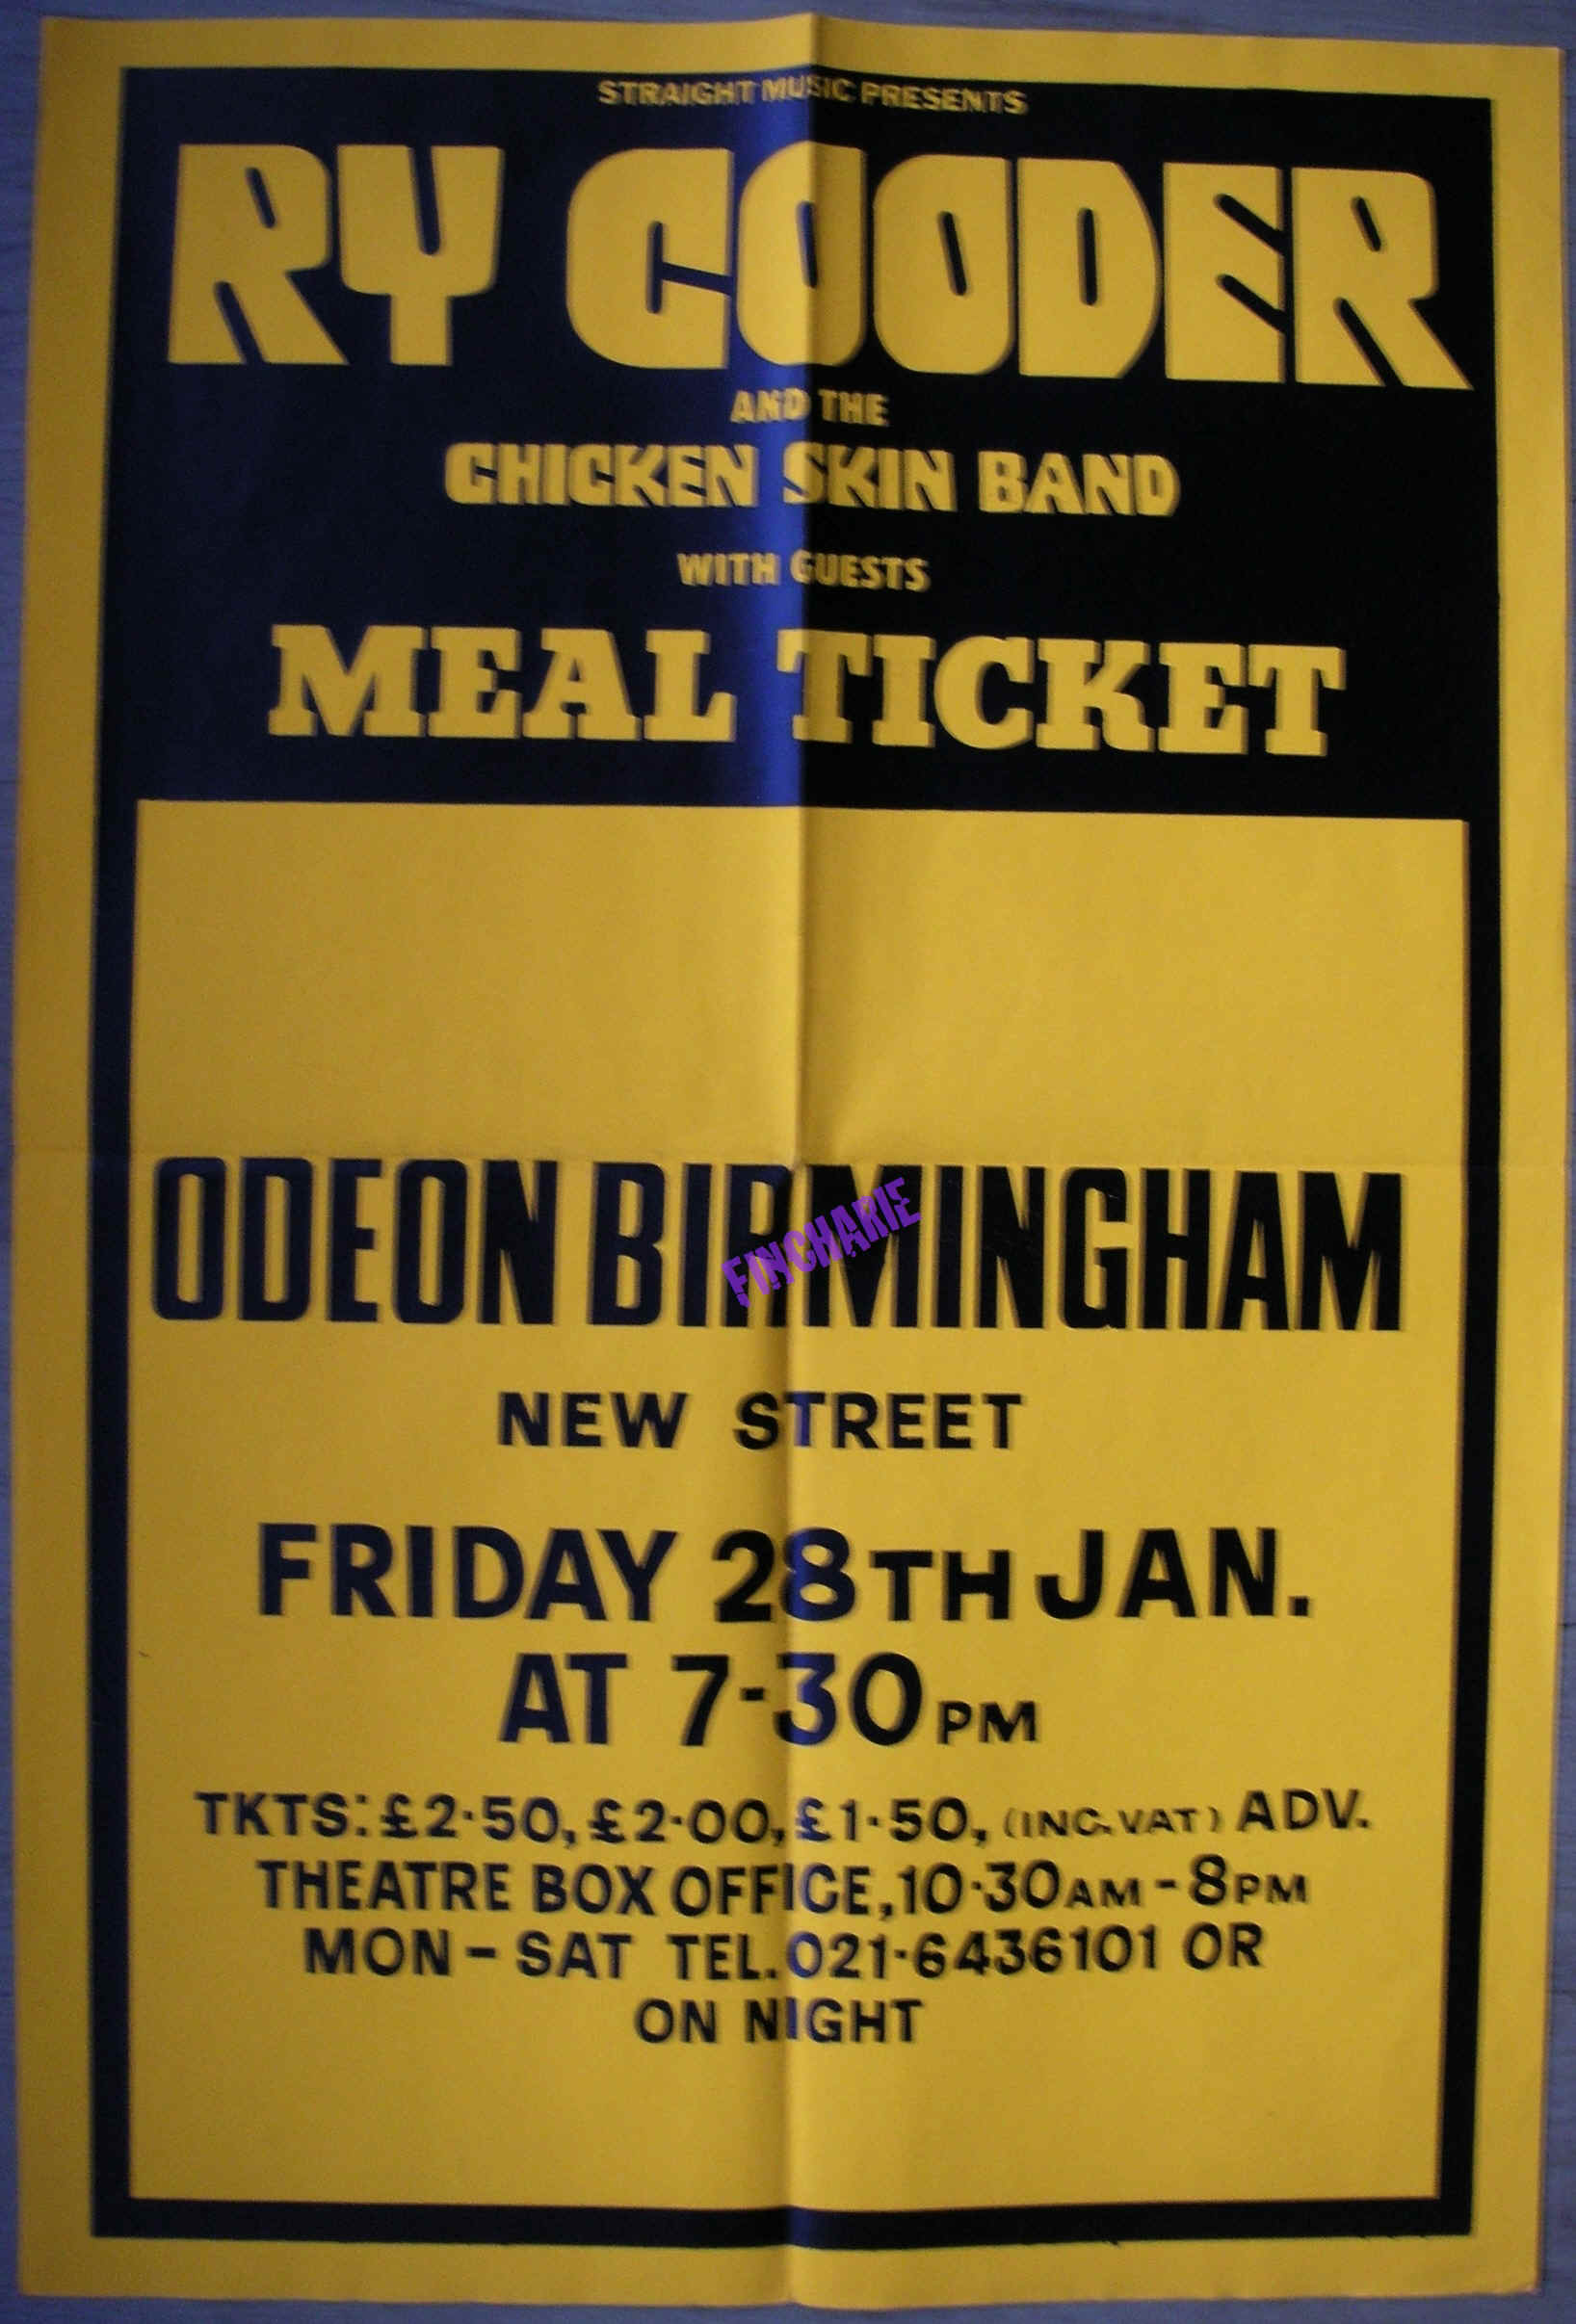 STRAIGHT MUSIC PRESENTS
RY COODER
AND THE
CHICKEN SKIN BAND
WITH GUESTS
MEAL TICKET
ODEON BIRMINGHAM
FINCHARIE
NEW STREET
FRIDAY 28TH JAN.
AT 7·30PM
TKTS:£2·50,£2·00,£1·50,(INC.VAT) ADV.
THEATRE BOX OFFICE,10·30AM-8PM
MON-SAT TEL.021·6436101 OR
ON NIGHT